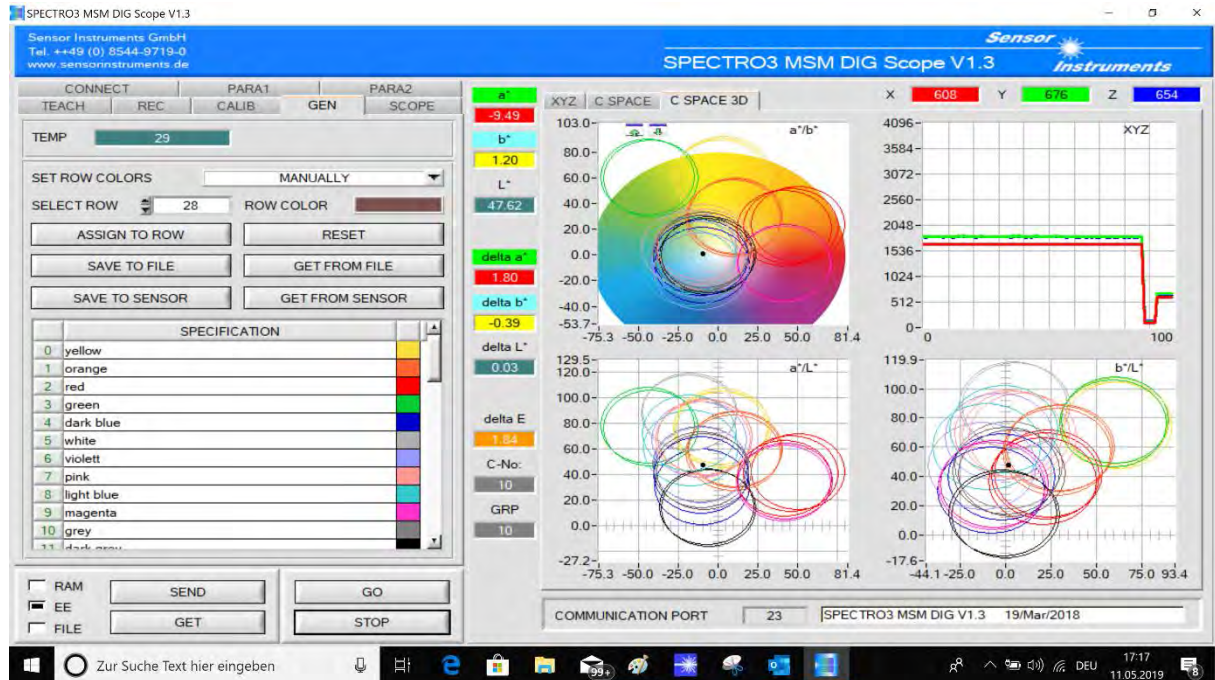 SPECTRO3 MSM DIG Scope V1.3
Sensor Instruments GmbH
Tel. ++49 (0) 8544-9719-0
www.sensorinstruments.de
SPECTRO3 MSM DIG Scope V1.3
Sensor
Instruments
CONNECT PARA1 PARA2
TEACH REC CALIB GEN SCOPE
TEMP 29
SET ROW COLORS MANUALLY
SELECT ROW 28 ROW COLOR
ASSIGN TO ROW RESET
SAVE TO FILE GET FROM FILE
SAVE TO SENSOR GET FROM SENSOR
SPECIFICATION
0 yellow
1 orange
2 red
3 green
4 dark blue
5 white
6 violett
7 pink
8 light blue
9 magenta
10 grey
11 dark grey
RAM
EE
FILE
SEND GO
GET STOP
a*
-9.49
b*
1.20
L*
47.62
delta a*
1.80
delta b*
-0.39
delta L*
0.03
delta E
1.84
C-No:
10
GRP
10
XYZ C SPACE C SPACE 3D
X 608 Y 676 Z 654
a*/b*
103.0
80.0
60.0
40.0
20.0
0.0
-20.0
-40.0
-53.7
-75.3 -50.0 -25.0 0.0 25.0 50.0 81.4
XYZ
4096
3584
3072
2560
2048
1536
1024
512
0
0 100
a*/L*
129.5
120.0
100.0
80.0
60.0
40.0
20.0
0.0
-27.2
-75.3 -50.0 -25.0 0.0 25.0 50.0 81.4
b*/L*
119.9
100.0
80.0
60.0
40.0
20.0
0.0
-17.6
-44.1 -25.0 0.0 25.0 50.0 75.0 93.4
COMMUNICATION PORT 23 SPECTRO3 MSM DIG V1.3 19/Mar/2018
Zur Suche Text hier eingeben
99+
DEU
17:17
11.05.2019
8